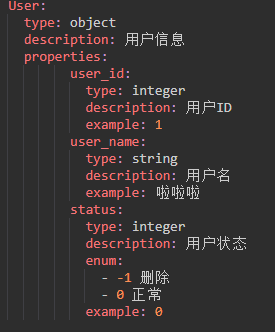 User:
  type: object
  description: 用户信息
  properties:
        user_id:
          type: integer
          description: 用户ID
          example: 1
        user_name:
          type: string
          description: 用户名
          example: 啦啦啦
        status:
          type: integer
          description: 用户状态
          enum:
            - -1 删除
            - 0 正常
          example: 0